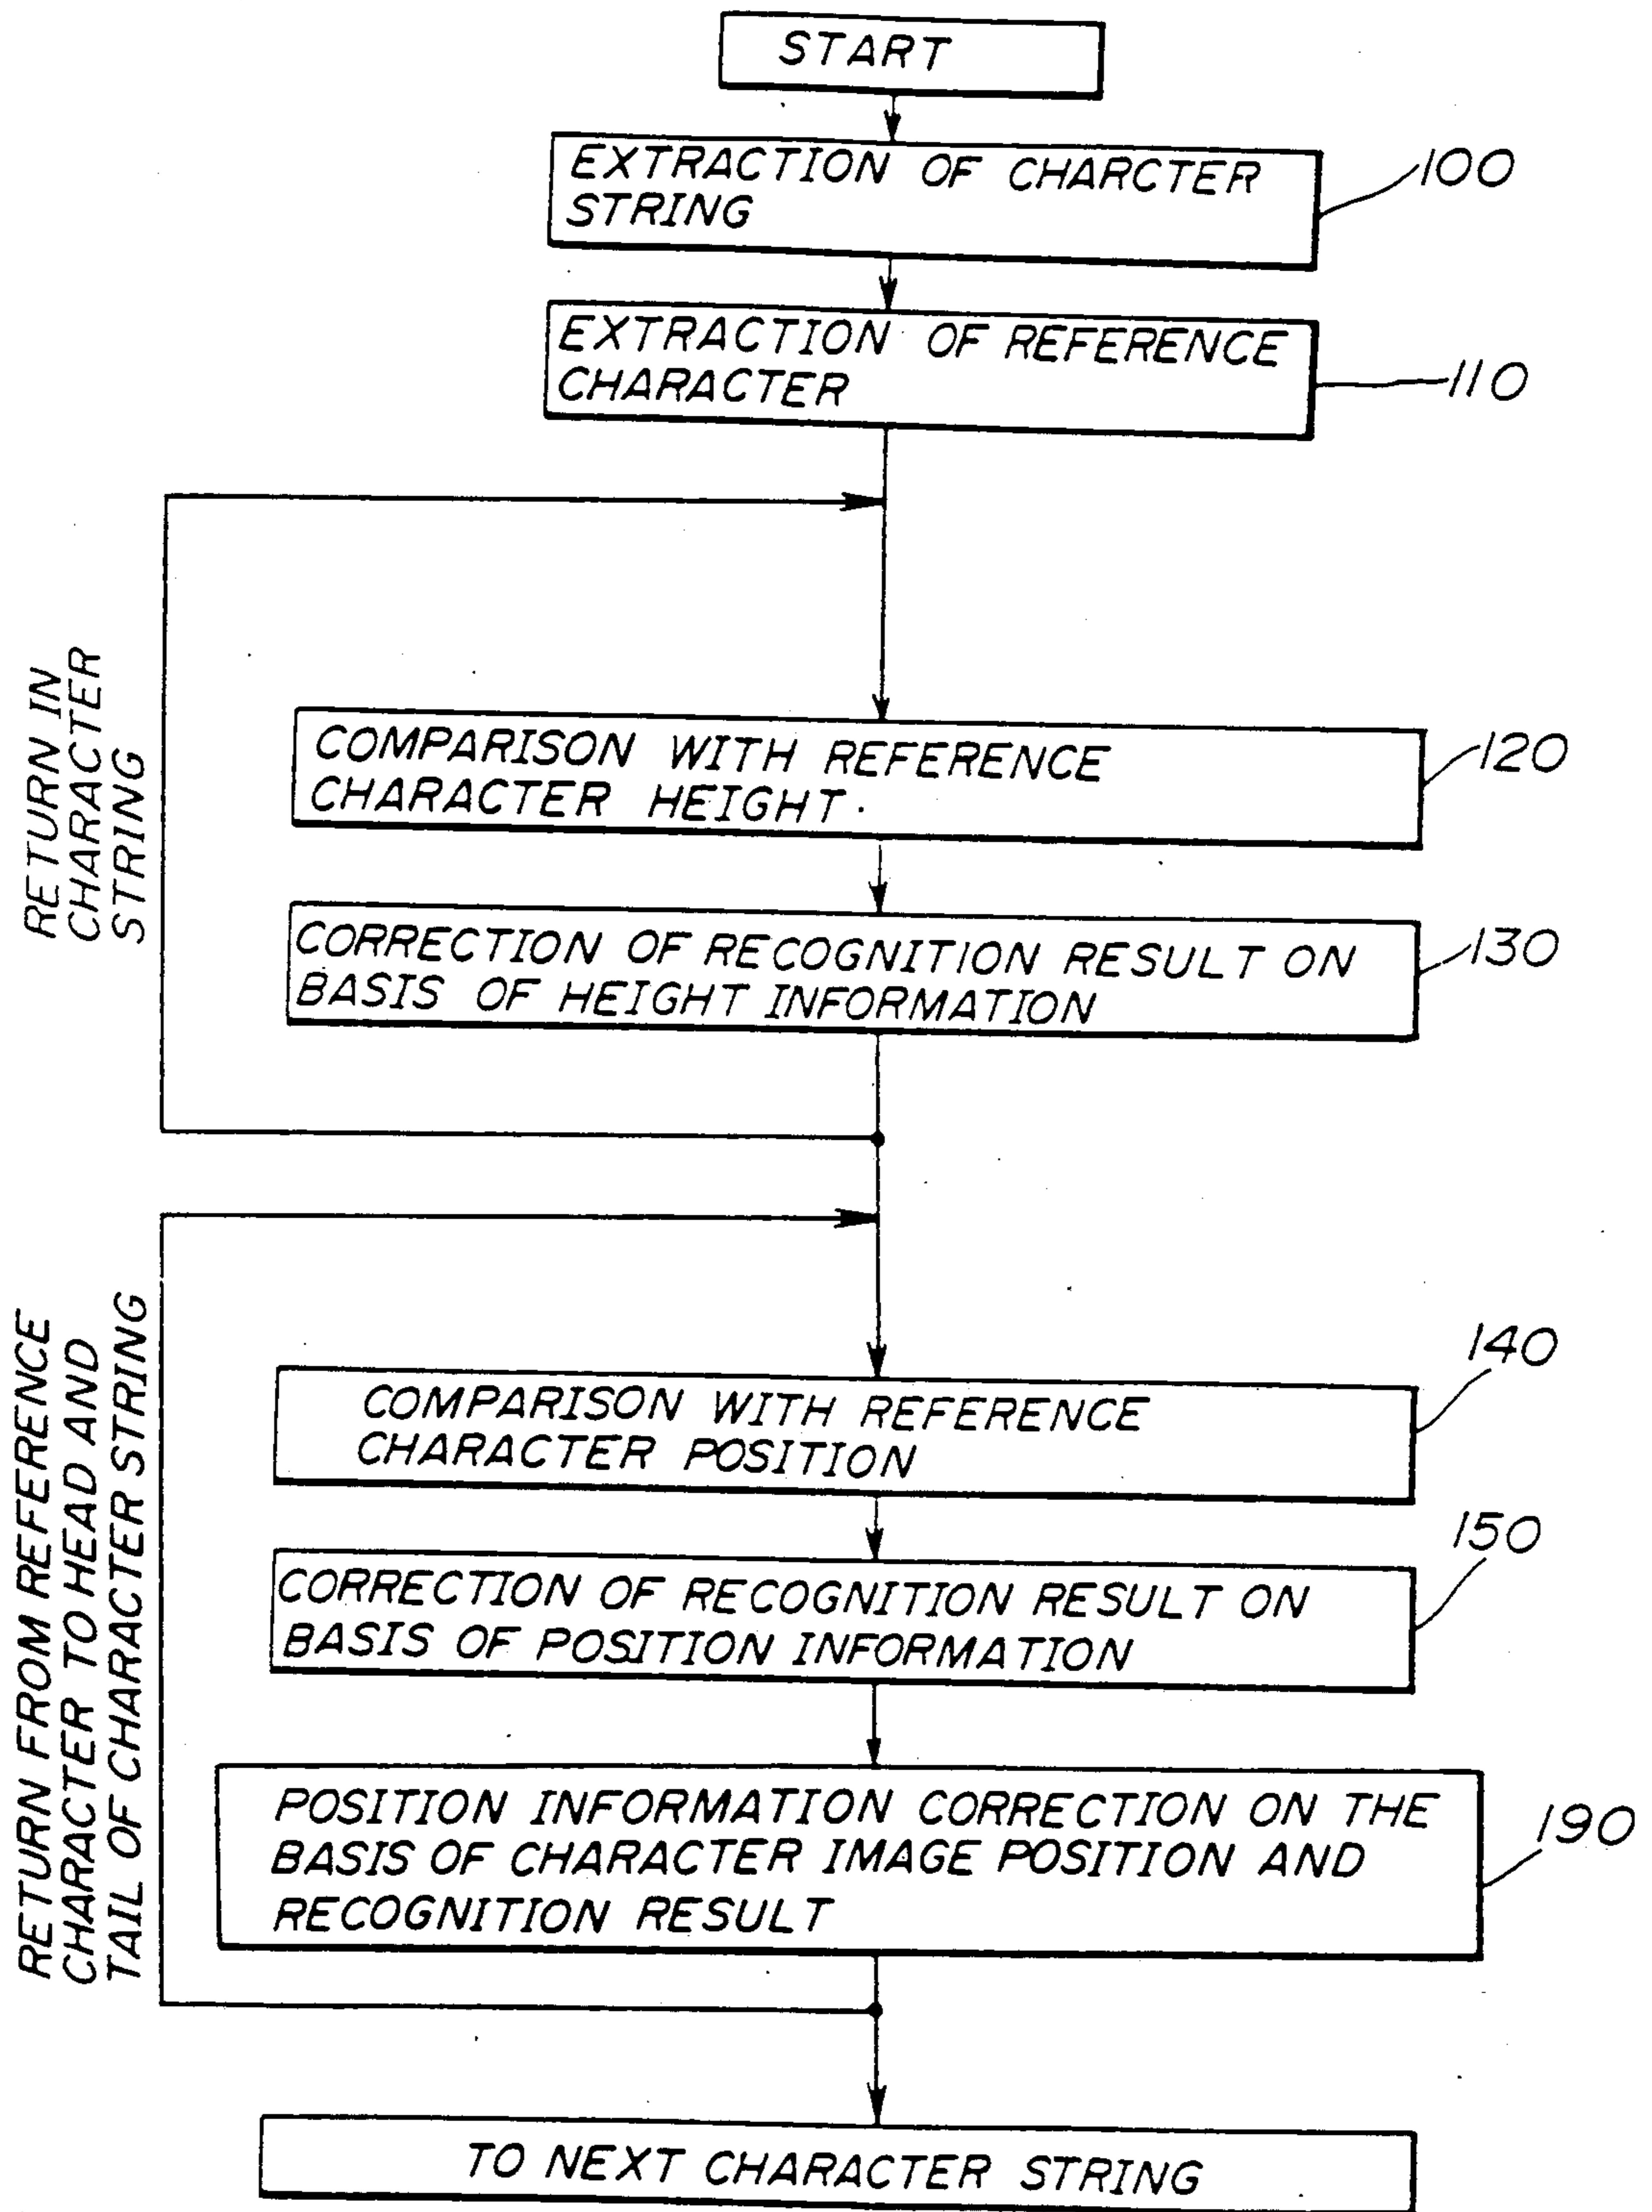 START
EXTRACTION OF CHARCTER
STRING
100
EXTRACTION OF REFERENCE
CHARACTER
110
RETURN IN
CHARACTER
STRING
COMPARISON WITH REFERENCE
CHARACTER HEIGHT.
120
CORRECTION OF RECOGNITION RESULT ON
BASIS OF HEIGHT INFORMATION
130
RETURN FROM REFERENCE
CHARACTER TO HEAD AND
TAIL OF CHARACTER STRING
COMPARISON WITH REFERENCE
CHARACTER POSITION
140
CORRECTION OF RECOGNITION RESULT ON
BASIS OF POSITION INFORMATION
150
POSITION INFORMATION CORRECTION ON THE
BASIS OF CHARACTER IMAGE POSITION AND
RECOGNITION RESULT
190
TO NEXT CHARACTER STRING